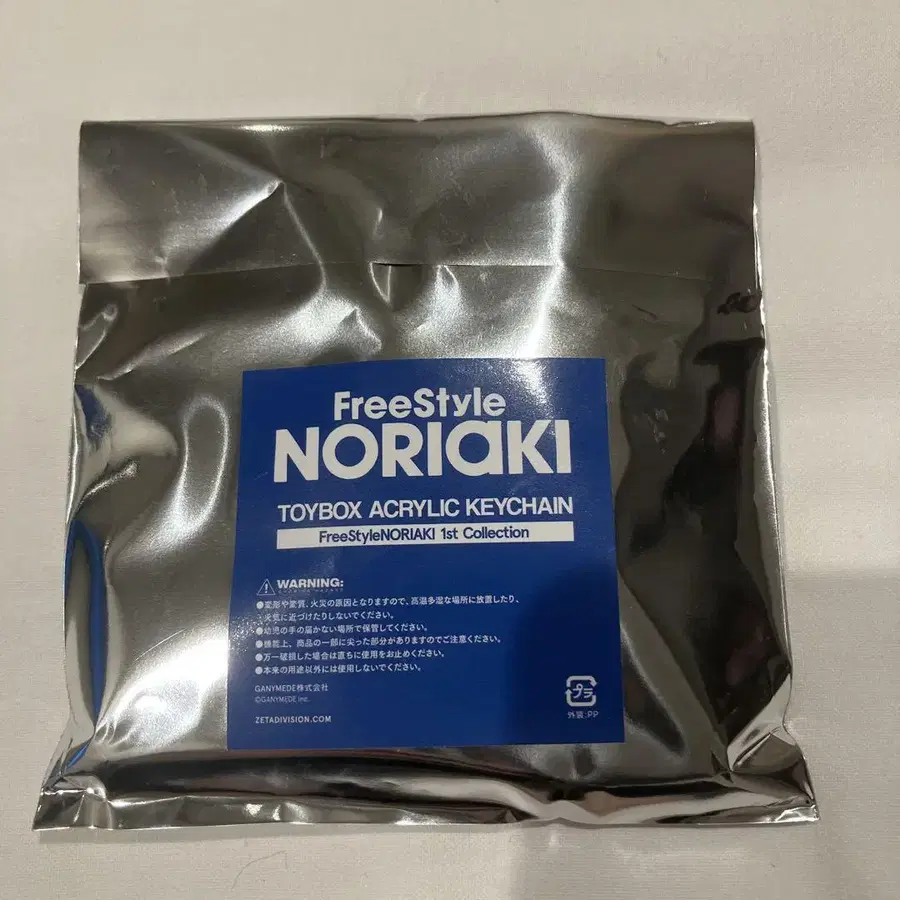 FreeStyle
NORIAKI
TOYBOX ACRYLIC KEYCHAIN
FreeStyleNORIAKI 1st Collection
WARNING:
●変形や変質、火災の原因となりますので、高温多湿な場所に放置したり、
火気に近づけたりしないでください。
●幼児の手の届かない場所で保管してください。
●機能上、商品の一部に尖った部分がありますのでご注意ください。
●万一破損した場合は直ちに使用をお止めください。
●本来の用途以外には使用しないでください。
GANYMEDE株式会社
©GANYMEDE Inc.
ZETADIVISION.COM
プラ
外装:PP